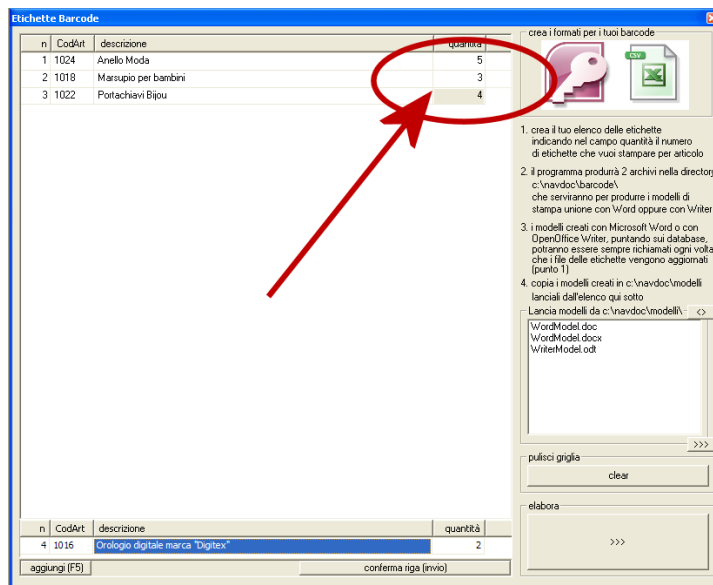 Etichette Barcode
n CodArt descrizione quantità
1 1024 Anello Moda 5
2 1018 Marsupio per bambini 3
3 1022 Portachiavi Bijou 4
n CodArt descrizione quantità
4 1016 Orologio digitale marca "Digitex" 2
aggiungi (F5) conferma riga (invio)
crea i formati per i tuoi barcode
CSV
1. crea il tuo elenco delle etichette
indicando nel campo quantità il numero
di etichette che vuoi stampare per articolo
2. il programma produrrà 2 archivi nella directory
c:\navdoc\barcode\
che serviranno per produrre i modelli di
stampa unione con Word oppure con Writer
3. i modelli creati con Microsoft Word o con
OpenOffice Writer, puntando sui database,
potranno essere sempre richiamati ogni volta
che i file delle etichette vengono aggiornati
(punto 1)
4. copia i modelli creati in c:\navdoc\modelli
lanciali dall'elenco qui sotto
Lancia modelli da c:\navdoc\modelli\ <>
WordModel.doc
WordModel.docx
WriterModel.odt
>>>
pulisci griglia
clear
elabora
>>>